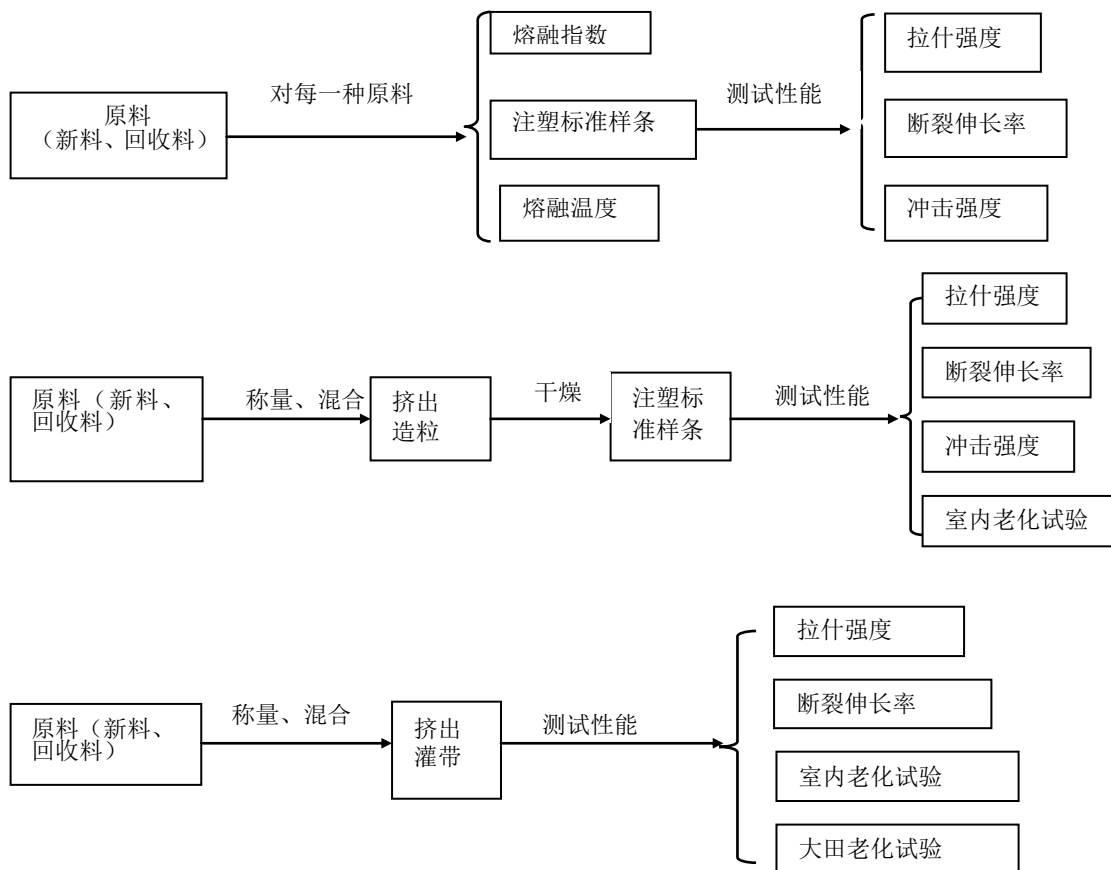 熔融指数
拉什强度
对每一种原料
测试性能
原料
（新料、回收料）
注塑标准样条
断裂伸长率
熔融温度
冲击强度
拉什强度
原料（新料、
回收料）
称量、混合
挤出
造粒
干燥
注塑标
准样条
测试性能
断裂伸长率
冲击强度
室内老化试验
拉什强度
原料（新料、
回收料）
称量、混合
挤出
灌带
测试性能
断裂伸长率
室内老化试验
大田老化试验